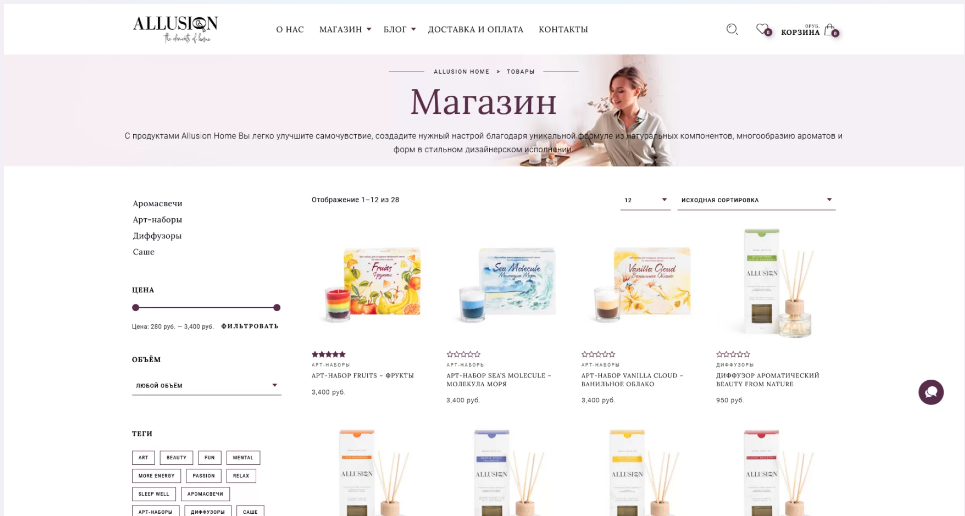 ALLUSION
the elements of home
О НАС МАГАЗИН БЛОГ ДОСТАВКА И ОПЛАТА КОНТАКТЫ
0
0РУБ.
КОРЗИНА
0
ALLUSION HOME > ТОВАРЫ
Магазин
С продуктами Allusion Home Вы легко улучшите самочувствие, создадите нужный настрой благодаря уникальной формуле из натуральных компонентов, многообразию ароматов и
форм в стильном дизайнерском исполнении.
Аромасвечи
Арт-наборы
Диффузоры
Саше
ЦЕНА
Цена: 280 руб. — 3,400 руб. ФИЛЬТРОВАТЬ
ОБЪЁМ
ЛЮБОЙ ОБЪЁМ
ТЕГИ
ART BEAUTY FUN MENTAL
MORE ENERGY PASSION RELAX
SLEEP WELL АРОМАСВЕЧИ
АРТ-НАБОРЫ ДИФФУЗОРЫ САШЕ
Отображение 1–12 из 28
12 ИСХОДНАЯ СОРТИРОВКА
Fruits
Фрукты
Sea Molecule
Молекула Моря
Vanilla Cloud
Ванильное Облако
ALLUSION
АРТ-НАБОРЫ
АРТ-НАБОР FRUITS – ФРУКТЫ
3,400 руб.
АРТ-НАБОРЫ
АРТ-НАБОР SEA'S MOLECULE –
МОЛЕКУЛА МОРЯ
3,400 руб.
АРТ-НАБОРЫ
АРТ-НАБОР VANILLA CLOUD –
ВАНИЛЬНОЕ ОБЛАКО
3,400 руб.
ДИФФУЗОРЫ
ДИФФУЗОР АРОМАТИЧЕСКИЙ
BEAUTY FROM NATURE
950 руб.
ALLUSION
ALLUSION
ALLUSION
ALLUSION